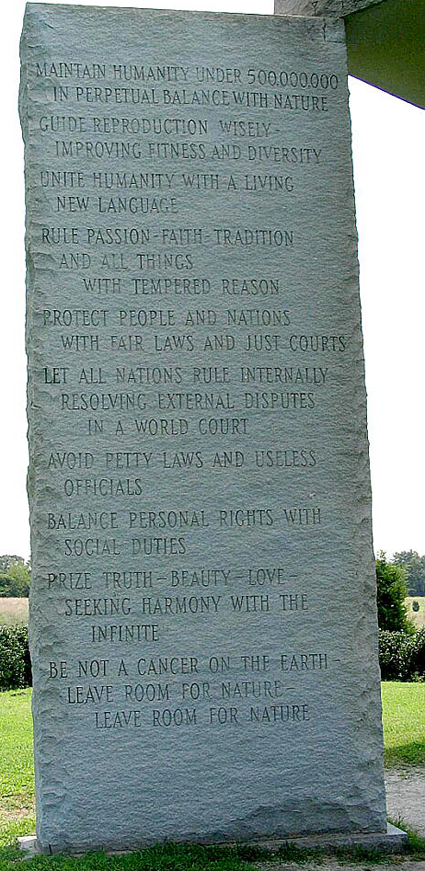 MAINTAIN HUMANITY UNDER 500,000,000
IN PERPETUAL BALANCE WITH NATURE
GUIDE REPRODUCTION WISELY-
IMPROVING FITNESS AND DIVERSITY
UNITE HUMANITY WITH A LIVING
NEW LANGUAGE
RULE PASSION-FAITH-TRADITION
AND ALL THINGS
WITH TEMPERED REASON
PROTECT PEOPLE AND NATIONS
WITH FAIR LAWS AND JUST COURTS
LET ALL NATIONS RULE INTERNALLY
RESOLVING EXTERNAL DISPUTES
IN A WORLD COURT
AVOID PETTY LAWS AND USELESS
OFFICIALS
BALANCE PERSONAL RIGHTS WITH
SOCIAL DUTIES
PRIZE TRUTH-BEAUTY-LOVE-
SEEKING HARMONY WITH THE
INFINITE
BE NOT A CANCER ON THE EARTH-
LEAVE ROOM FOR NATURE-
LEAVE ROOM FOR NATURE